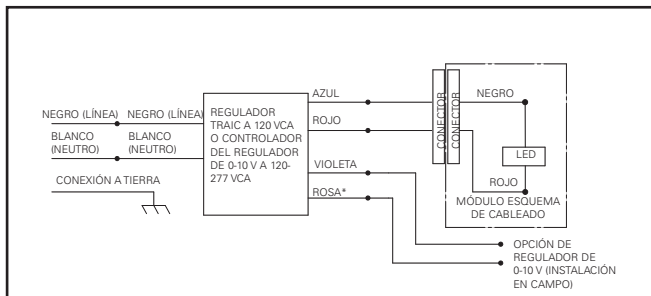 NEGRO (LÍNEA)
NEGRO (LÍNEA)
BLANCO
(NEUTRO)
BLANCO
(NEUTRO)
CONEXIÓN A TIERRA
REGULADOR
TRAIC A 120 VCA
O CONTROLADOR
DEL REGULADOR
DE 0-10 V A 120-
277 VCA
AZUL
ROJO
VIOLETA
ROSA*
CONECTOR
CONECTOR
NEGRO
LED
ROJO
MÓDULO ESQUEMA
DE CABLEADO
OPCIÓN DE
REGULADOR DE
0-10 V (INSTALACIÓN
EN CAMPO)